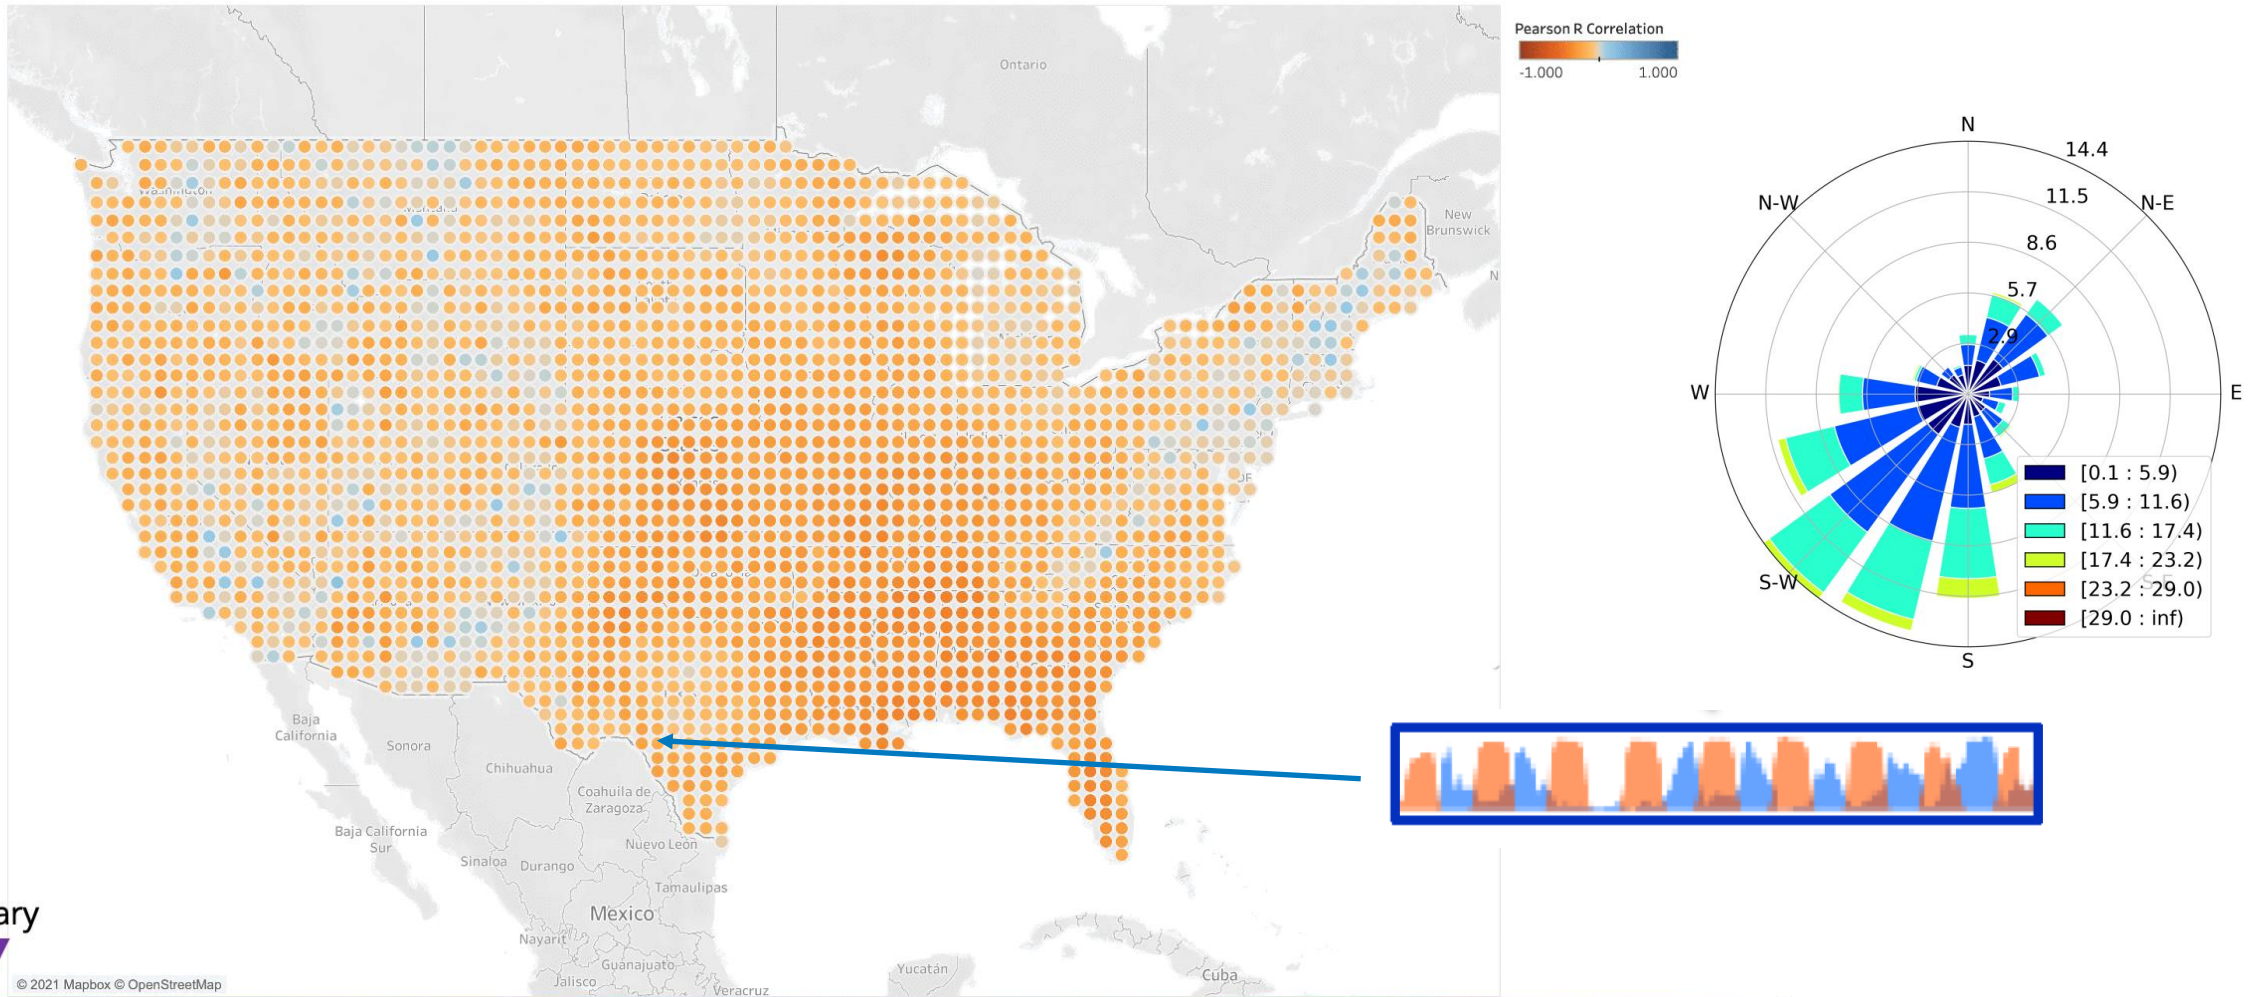 Pearson R Correlation
-1.000
1.000
Ontario
New
Brunswick
N
Washington
Montana
DF
Baja
California
Sonora
Chihuahua
Coahuila de
Zaragoza
Baja California
Sur
Sinaloa
Durango
Nuevo León
Tamaulipas
Mexico
Nayarit
Guanajuato
Jalisco
Veracruz
Yucatán
Cuba
ary
© 2021 Mapbox © OpenStreetMap
N
14.4
11.5
N-W
N-E
8.6
5.7
2.9
W
E
S-W
S-E
S
[0.1 : 5.9)
[5.9 : 11.6)
[11.6 : 17.4)
[17.4 : 23.2)
[23.2 : 29.0)
[29.0 : inf)